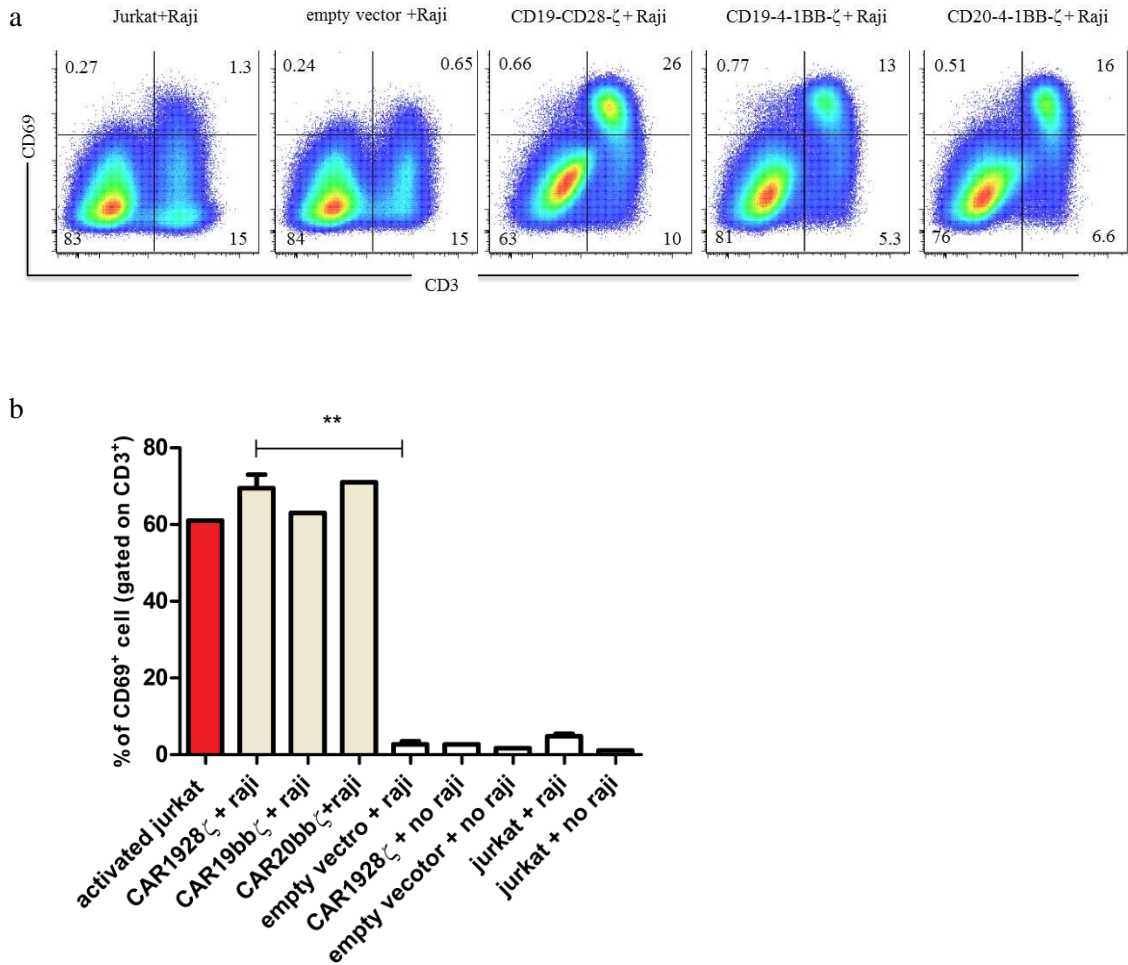 a
Jurkat+Raji
empty vector +Raji
CD19-CD28-ζ+ Raji
CD19-4-1BB-ζ+ Raji
CD20-4-1BB-ζ+ Raji
0.27 1.3
0.24 0.65
0.66 26
0.77 13
0.51 16
CD69
83 15
84 15
63 10
81 5.3
76 6.6
CD3
b
**
% of CD69+ cell (gated on CD3+)
80
60
40
20
0
activated jurkat
CAR1928ζ + raji
CAR19bbζ + raji
CAR20bbζ+raji
empty vectro + raji
CAR1928ζ + no raji
empty vecotor + no raji
jurkat + raji
jurkat + no raji